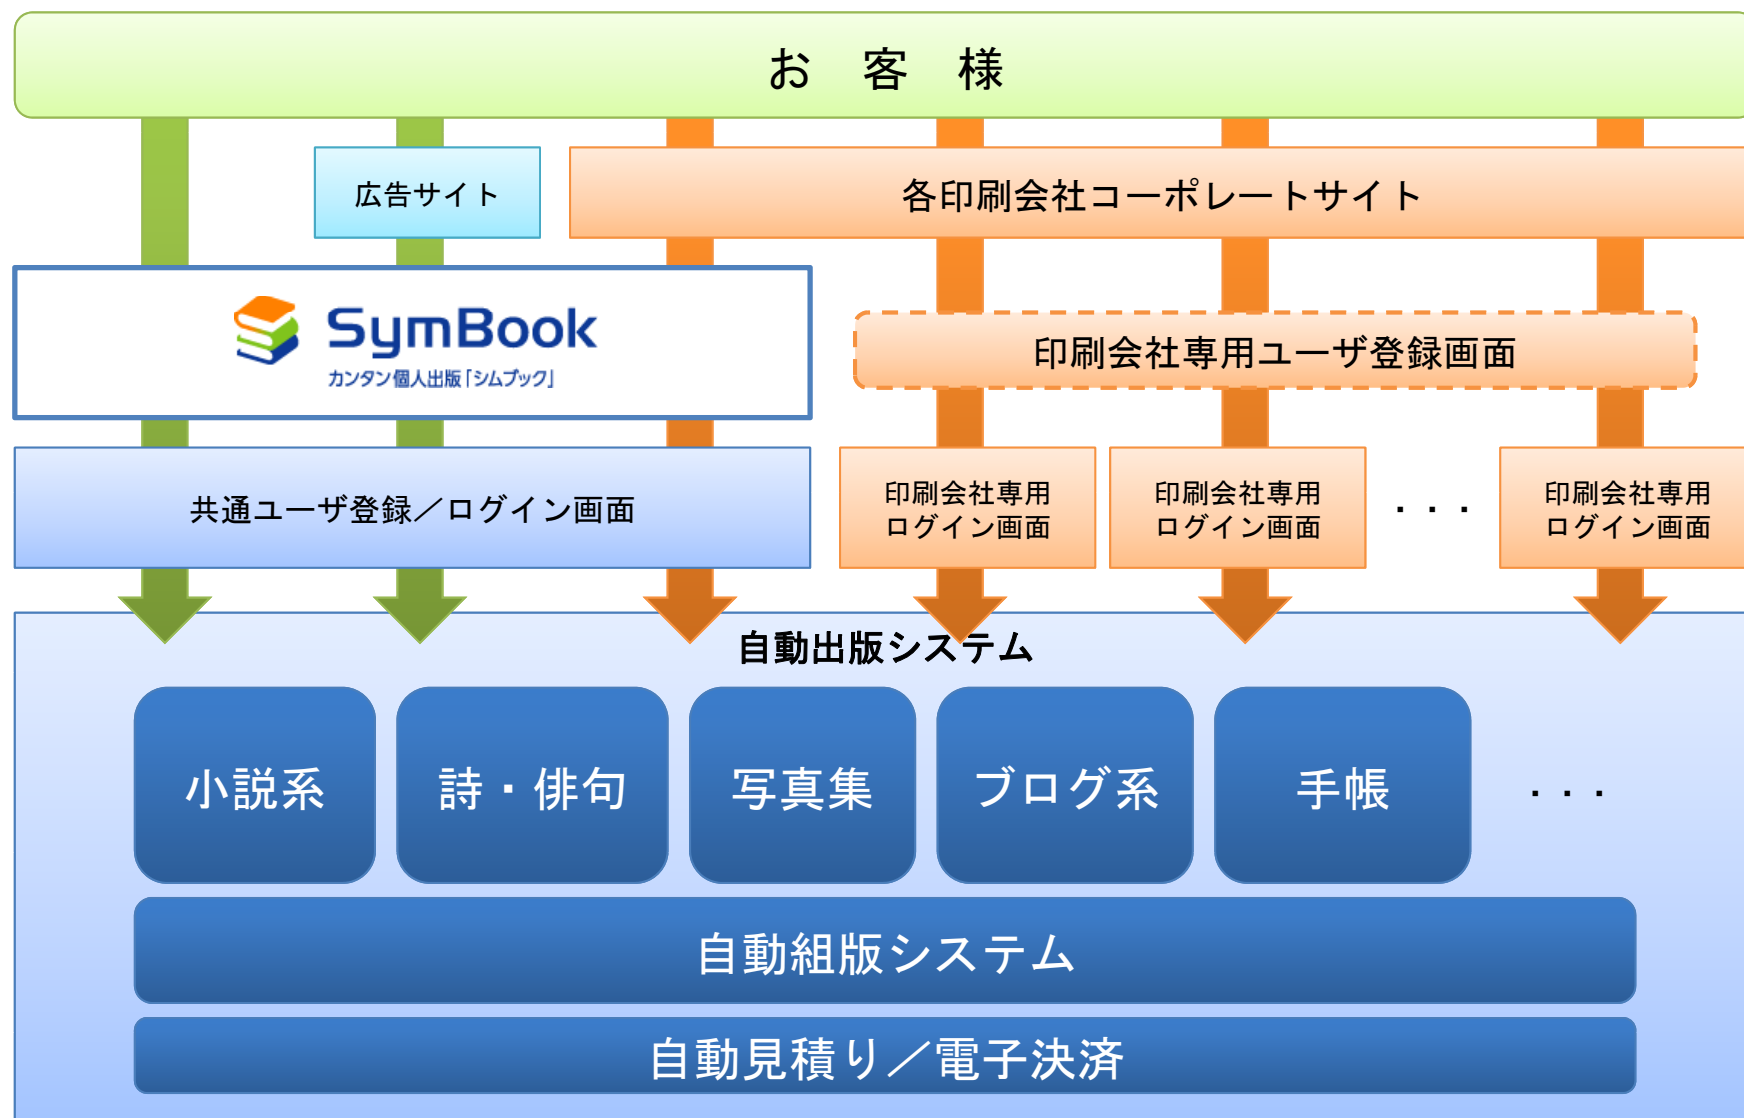 お　客　様
広告サイト
各印刷会社コーポレートサイト
SymBook
カンタン個人出版「シムブック」
印刷会社専用ユーザ登録画面
共通ユーザ登録／ログイン画面
印刷会社専用
ログイン画面
印刷会社専用
ログイン画面
・・・
印刷会社専用
ログイン画面
自動出版システム
小説系
詩・俳句
写真集
ブログ系
手帳
・・・
自動組版システム
自動見積り／電子決済